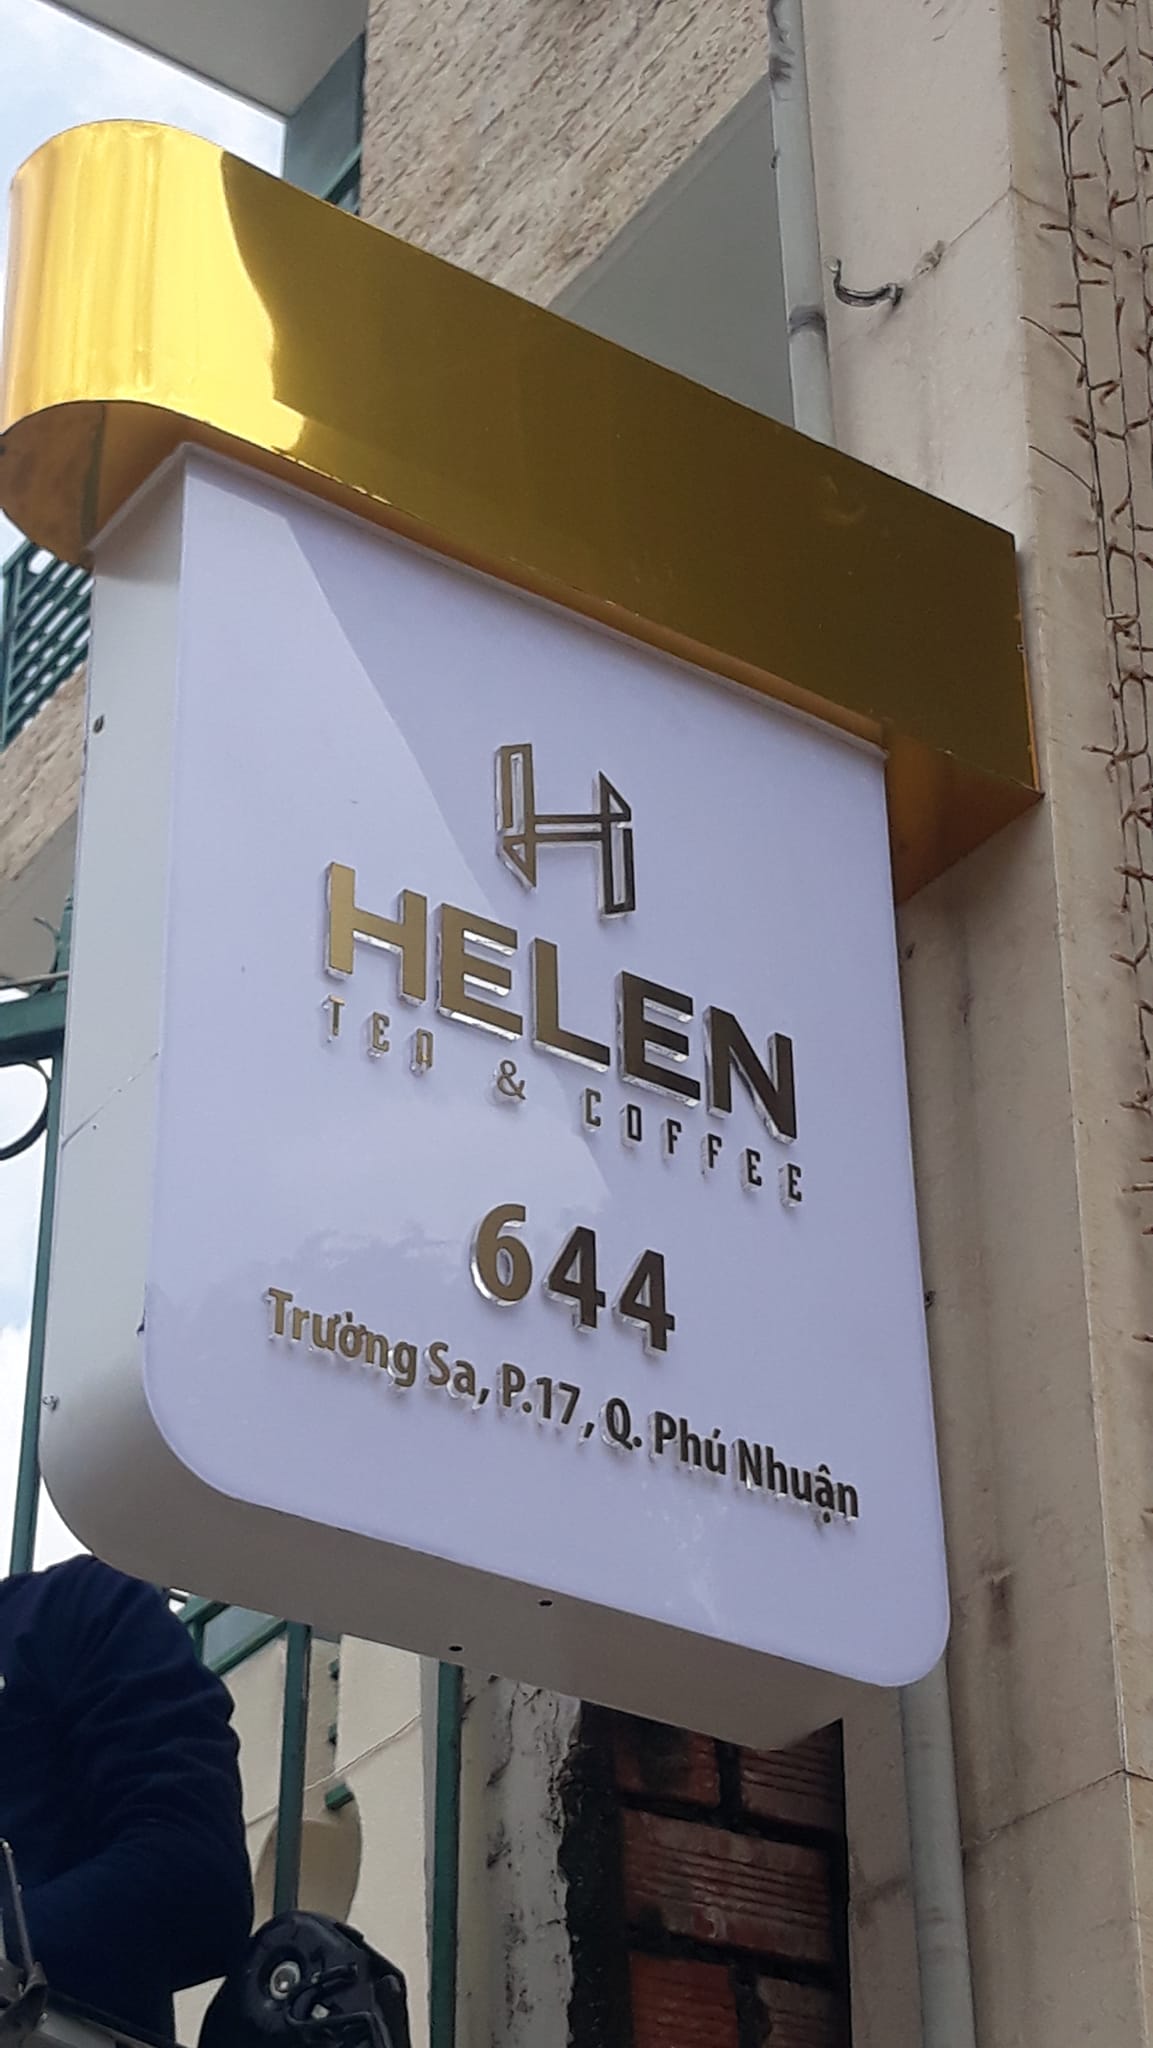 H
HELEN
TEA & COFFEE
644
Trường Sa, P.17, Q. Phú Nhuận